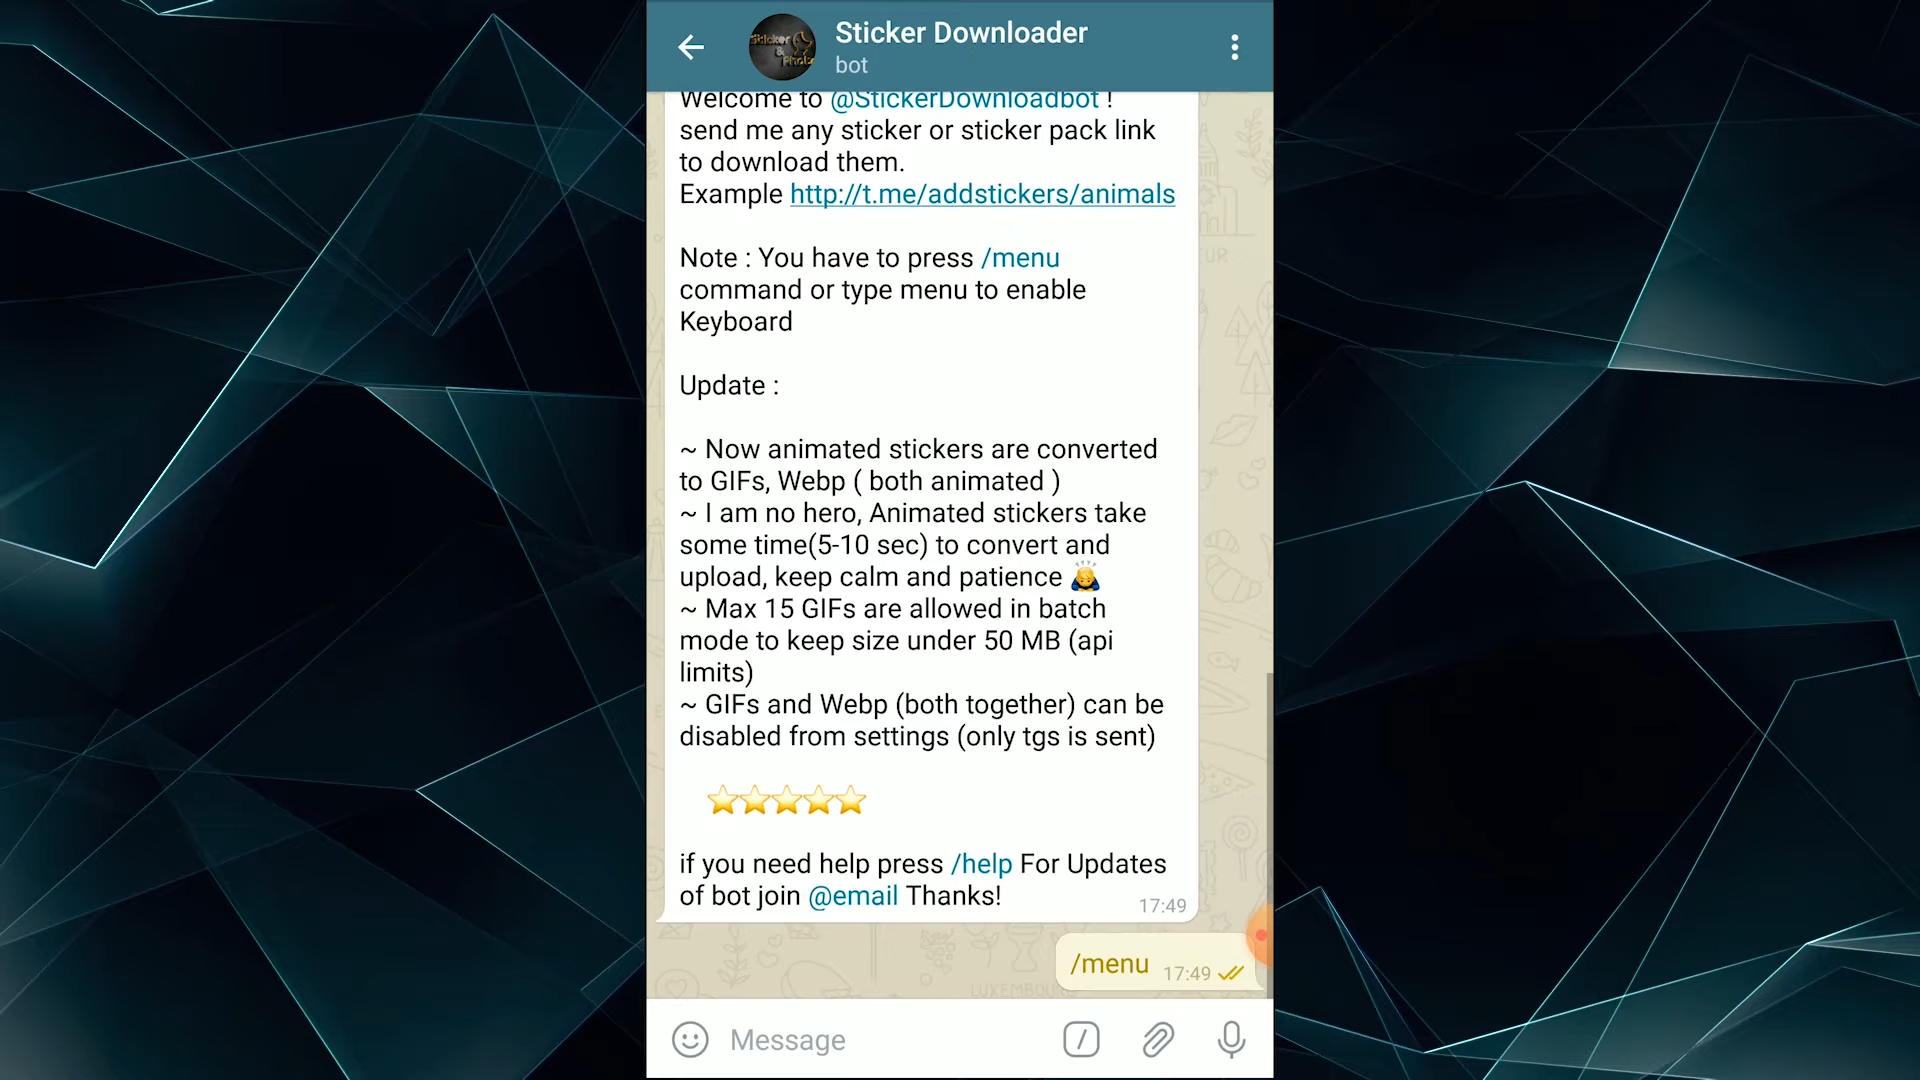 Sticker Downloader
bot
Sticker
&
Photo
Welcome to @StickerDownloadbot !
send me any sticker or sticker pack link
to download them.
Example http://t.me/addstickers/animals
Note : You have to press /menu
command or type menu to enable
Keyboard
Update :
~ Now animated stickers are converted
to GIFs, Webp ( both animated )
~ I am no hero, Animated stickers take
some time(5-10 sec) to convert and
upload, keep calm and patience 🙇
~ Max 15 GIFs are allowed in batch
mode to keep size under 50 MB (api
limits)
~ GIFs and Webp (both together) can be
disabled from settings (only tgs is sent)
⭐⭐⭐⭐⭐
if you need help press /help For Updates
of bot join @email Thanks!
17:49
/menu 17:49
LUXEMBOURG
Message